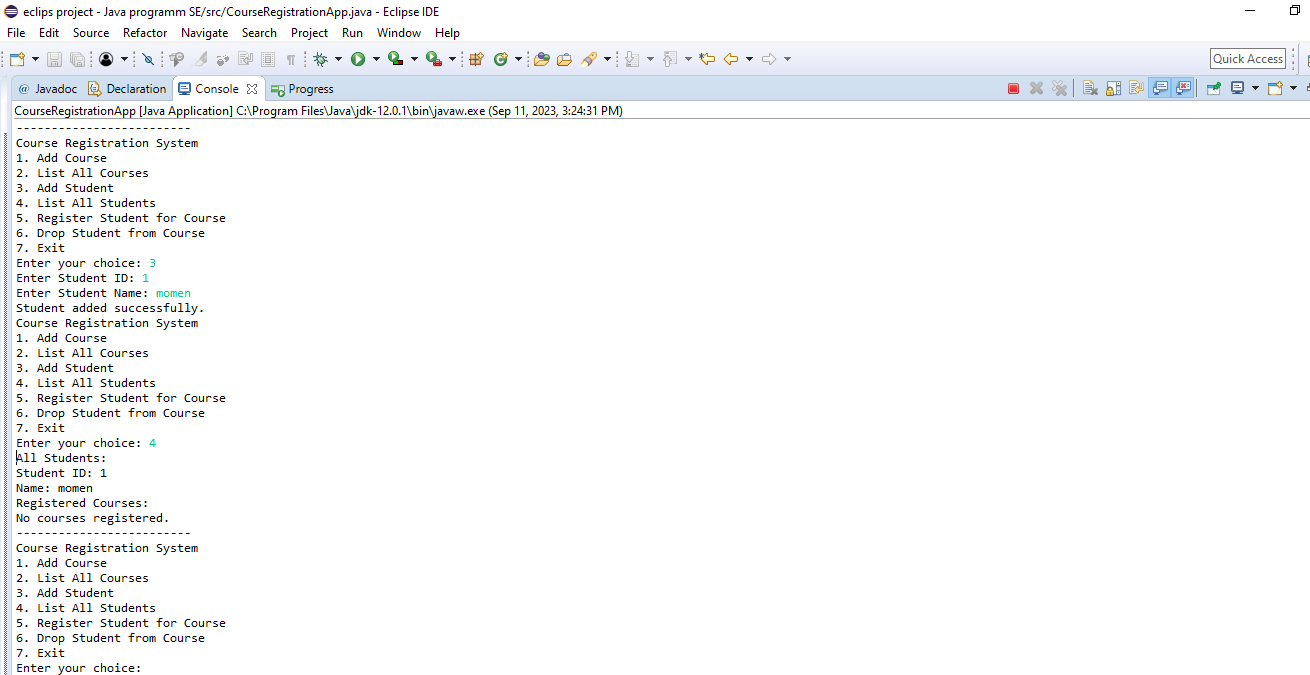 eclips project - Java programm SE/src/CourseRegistrationApp.java - Eclipse IDE
File Edit Source Refactor Navigate Search Project Run Window Help
Quick Access
@ Javadoc Declaration Console Progress
CourseRegistrationApp [Java Application] C:\Program Files\Java\jdk-12.0.1\bin\javaw.exe (Sep 11, 2023, 3:24:31 PM)
-------------------------
Course Registration System
1. Add Course
2. List All Courses
3. Add Student
4. List All Students
5. Register Student for Course
6. Drop Student from Course
7. Exit
Enter your choice: 3
Enter Student ID: 1
Enter Student Name: momen
Student added successfully.
Course Registration System
1. Add Course
2. List All Courses
3. Add Student
4. List All Students
5. Register Student for Course
6. Drop Student from Course
7. Exit
Enter your choice: 4
All Students:
Student ID: 1
Name: momen
Registered Courses:
No courses registered.
-------------------------
Course Registration System
1. Add Course
2. List All Courses
3. Add Student
4. List All Students
5. Register Student for Course
6. Drop Student from Course
7. Exit
Enter your choice: